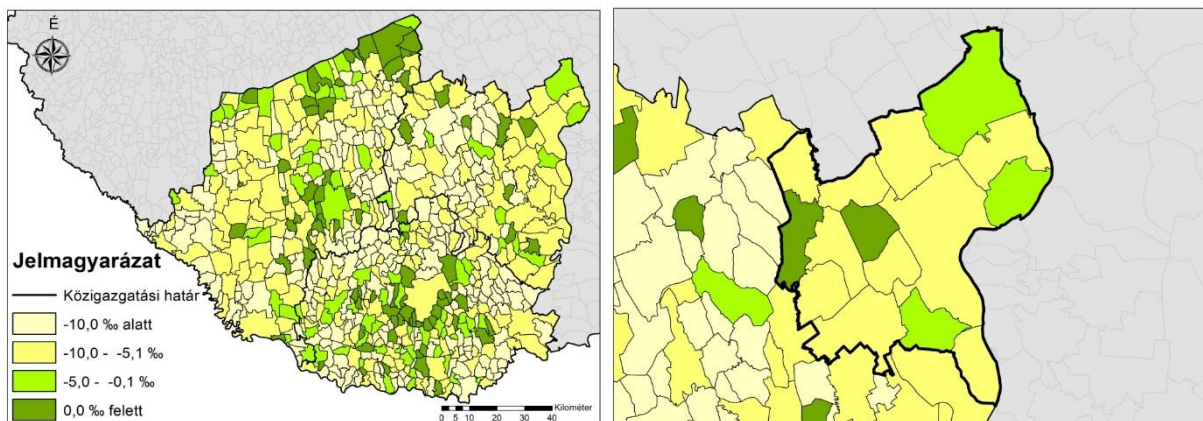 É
Jelmagyarázat
Közigazgatási határ
-10,0 ‰ alatt
-10,0 - -5,1 ‰
-5,0 - -0,1 ‰
0,0 ‰ felett
Kilométer
0 5 10 20 30 40